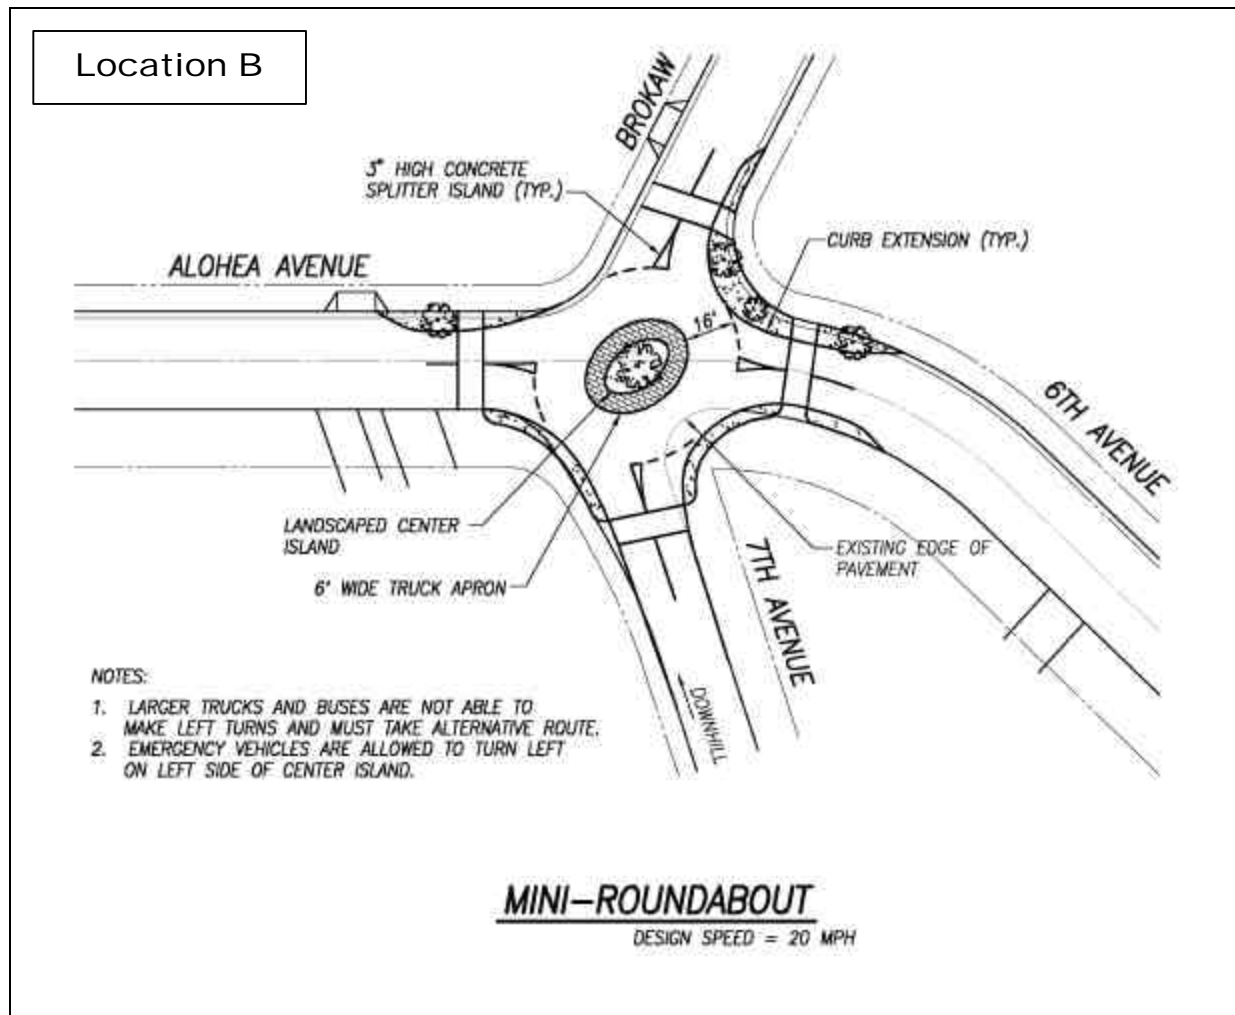 Location B
BROKAW
3" HIGH CONCRETE
SPLITTER ISLAND (TYP.)
CURB EXTENSION (TYP.)
ALOHEA AVENUE
16'
6TH AVENUE
LANDSCAPED CENTER
ISLAND
EXISTING EDGE OF
PAVEMENT
7TH AVENUE
6' WIDE TRUCK APRON
DOWNHILL
NOTES:
1. LARGER TRUCKS AND BUSES ARE NOT ABLE TO
MAKE LEFT TURNS AND MUST TAKE ALTERNATIVE ROUTE.
2. EMERGENCY VEHICLES ARE ALLOWED TO TURN LEFT
ON LEFT SIDE OF CENTER ISLAND.
MINI-ROUNDABOUT
DESIGN SPEED = 20 MPH